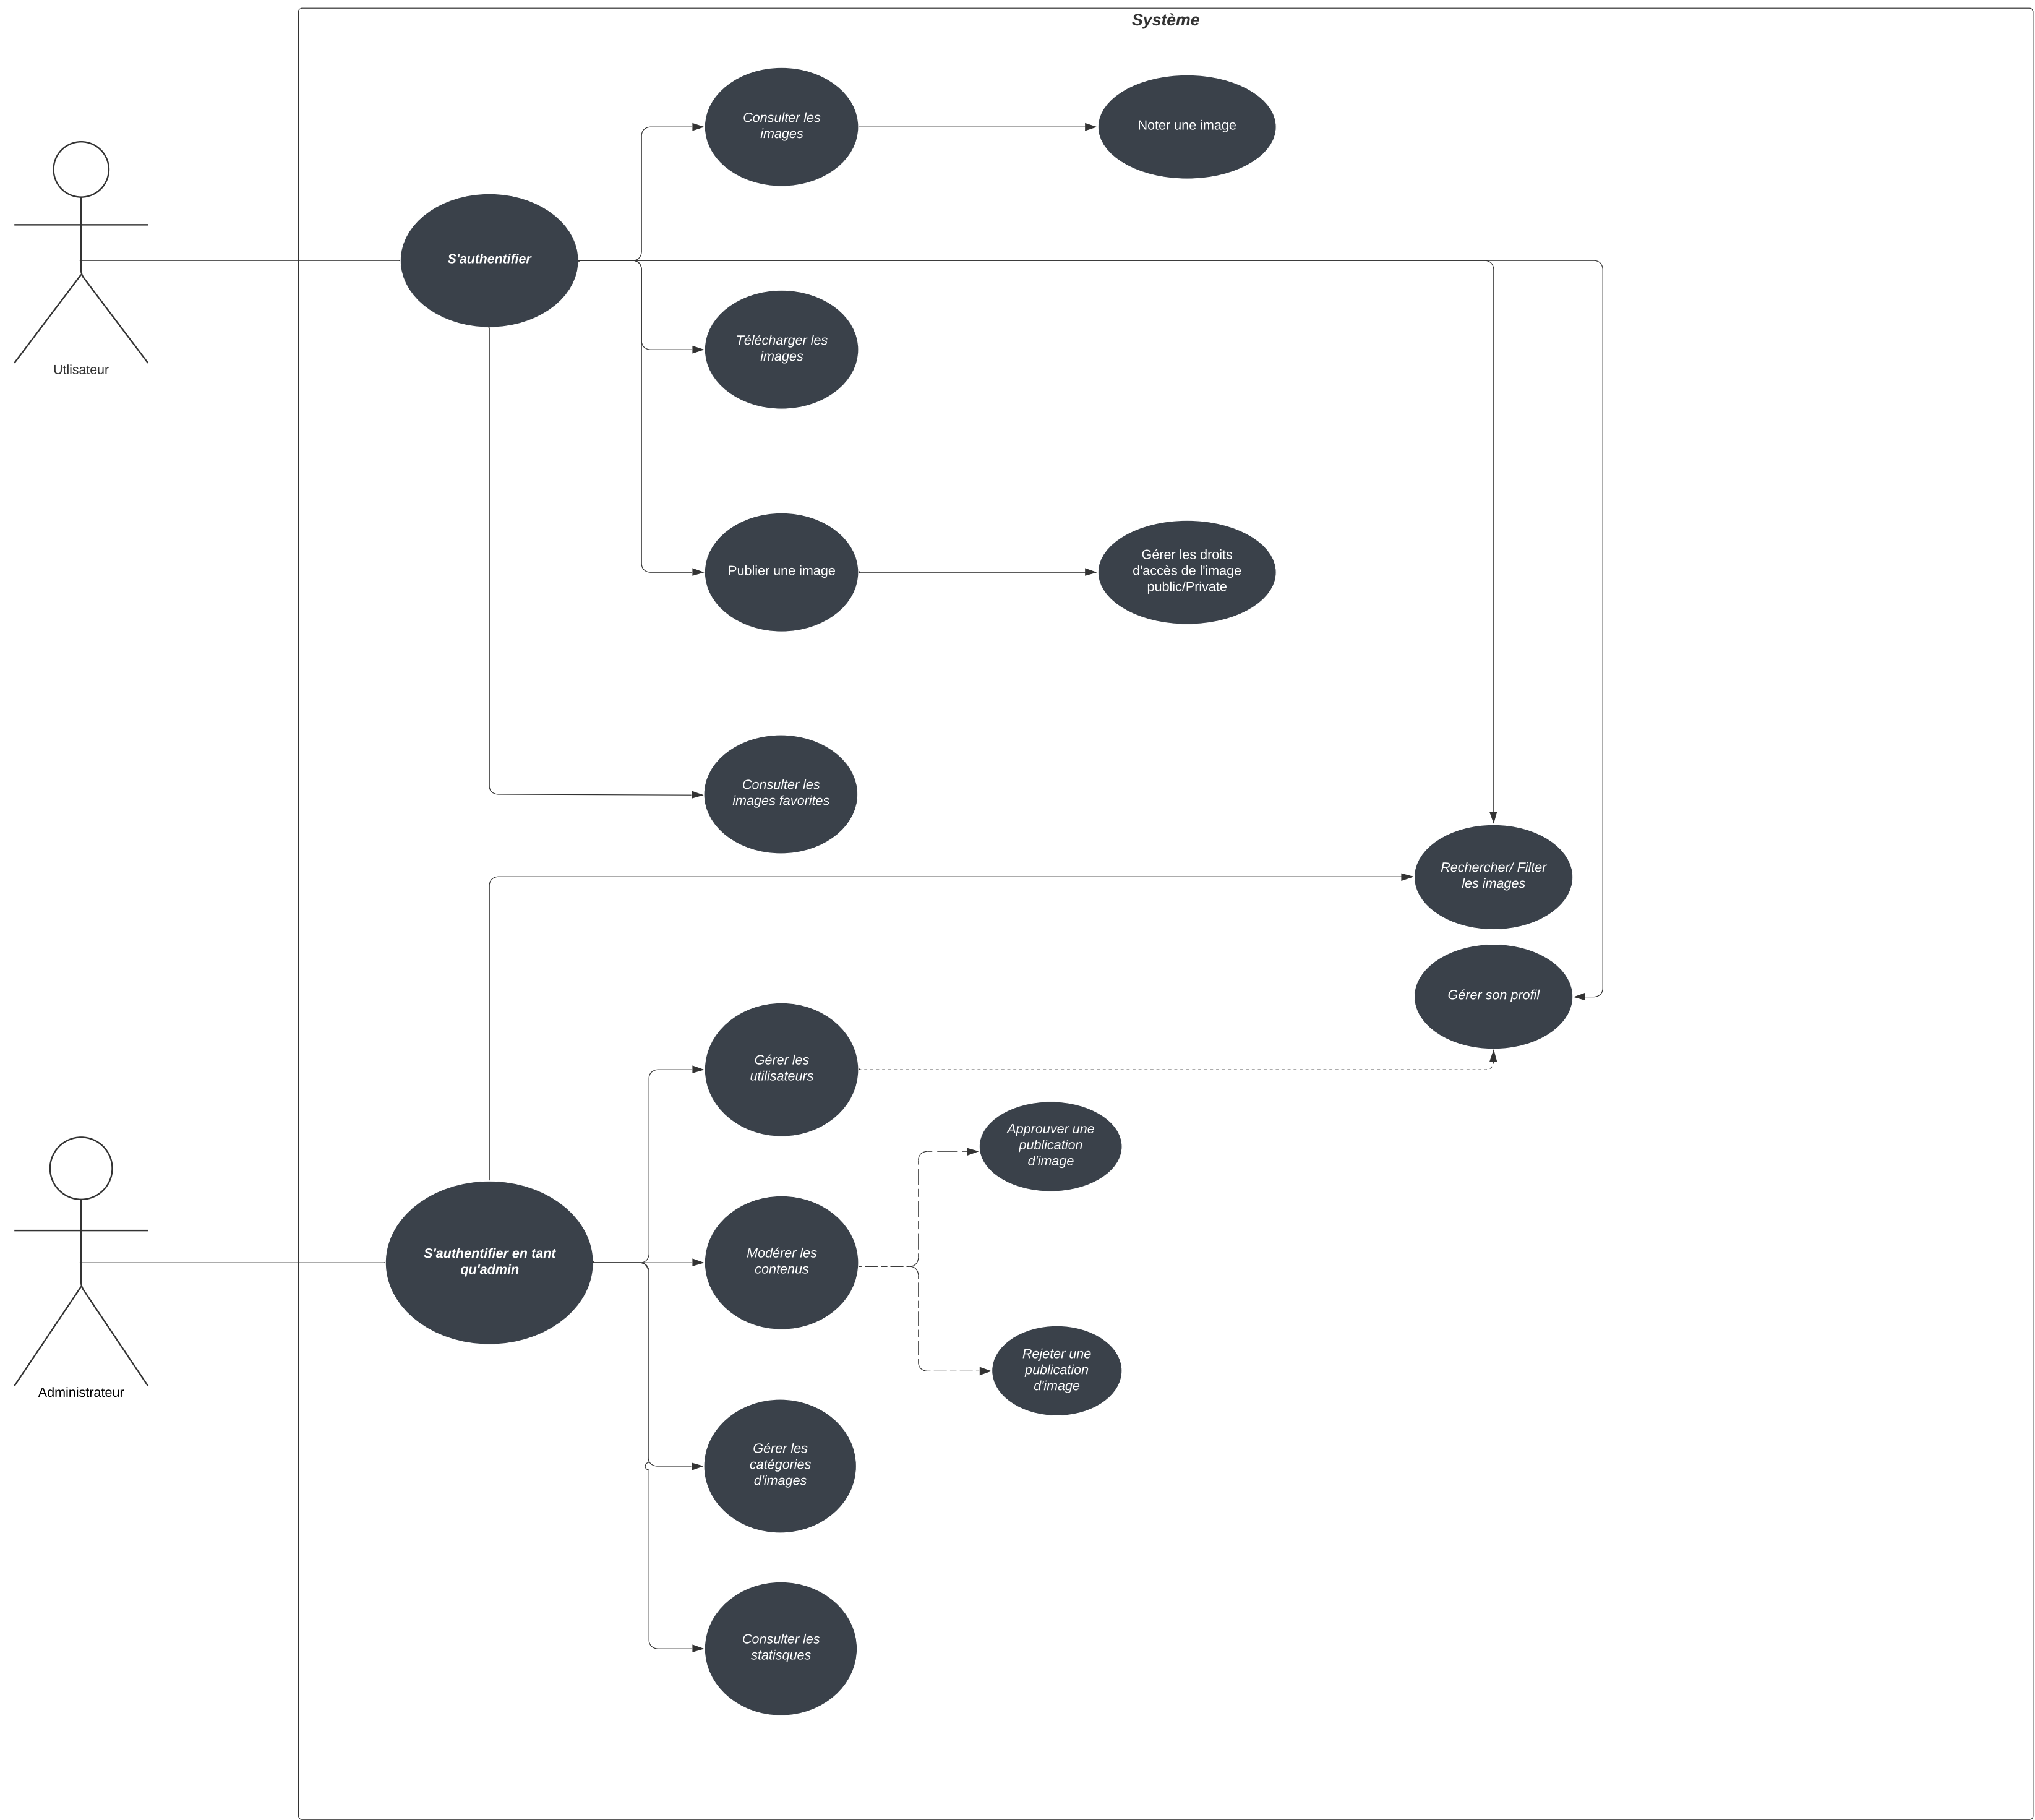 Système
Consulter les
images
Noter une image
S'authentifier
Télécharger les
images
Utlisateur
Publier une image
Gérer les droits
d'accès de l'image
public/Private
Consulter les
images favorites
Rechercher/ Filter
les images
Gérer son profil
Gérer les
utilisateurs
Approuver une
publication
d'image
S'authentifier en tant
qu'admin
Modérer les
contenus
Rejeter une
publication
d'image
Administrateur
Gérer les
catégories
d'images
Consulter les
statisques